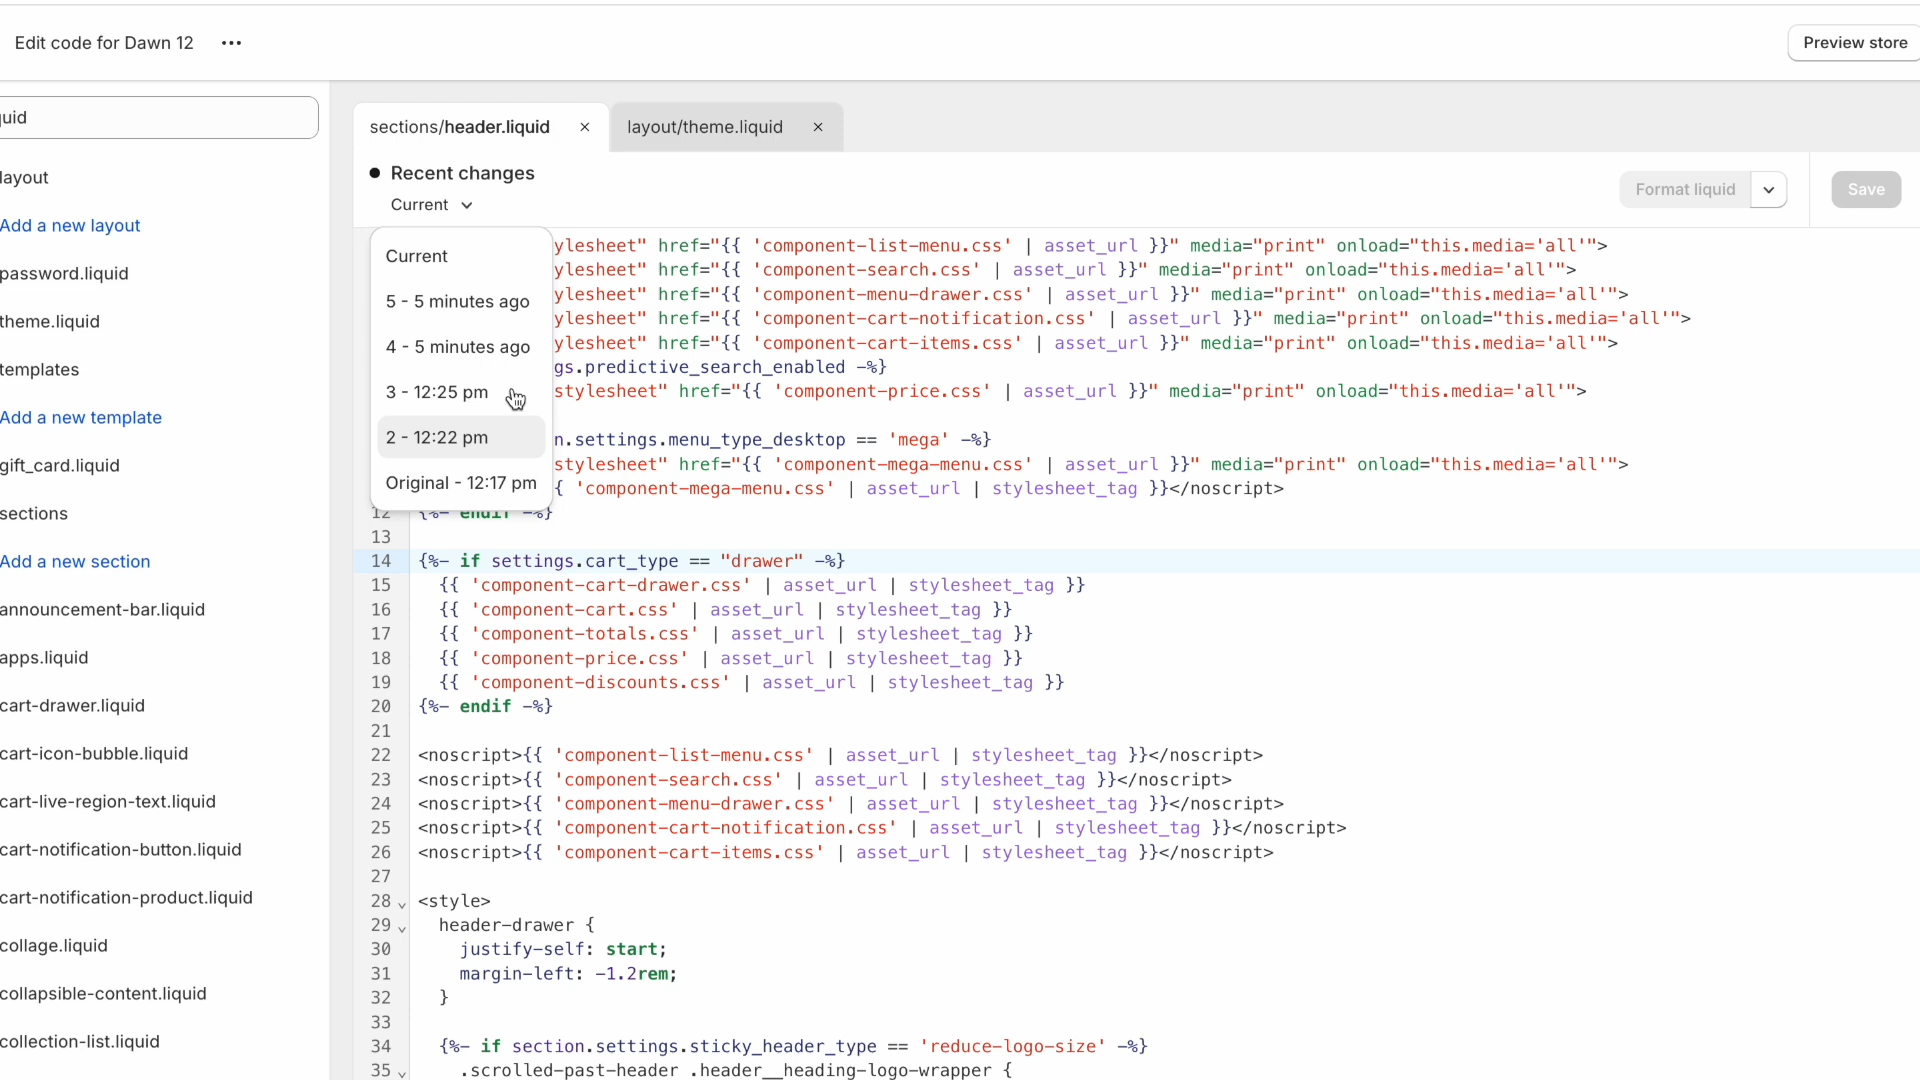 Edit code for Dawn 12
Preview store
quid
sections/header.liquid
layout/theme.liquid
Recent changes
Current
Format liquid
Save
layout
Add a new layout
password.liquid
theme.liquid
templates
Add a new template
gift_card.liquid
sections
Add a new section
announcement-bar.liquid
apps.liquid
cart-drawer.liquid
cart-icon-bubble.liquid
cart-live-region-text.liquid
cart-notification-button.liquid
cart-notification-product.liquid
collage.liquid
collapsible-content.liquid
collection-list.liquid
Current
5 - 5 minutes ago
4 - 5 minutes ago
3 - 12:25 pm
2 - 12:22 pm
Original - 12:17 pm
ylesheet" href="{{ 'component-list-menu.css' | asset_url }}" media="print" onload="this.media='all'">
ylesheet" href="{{ 'component-search.css' | asset_url }}" media="print" onload="this.media='all'">
ylesheet" href="{{ 'component-menu-drawer.css' | asset_url }}" media="print" onload="this.media='all'">
ylesheet" href="{{ 'component-cart-notification.css' | asset_url }}" media="print" onload="this.media='all'">
ylesheet" href="{{ 'component-cart-items.css' | asset_url }}" media="print" onload="this.media='all'">
gs.predictive_search_enabled -%}
stylesheet" href="{{ 'component-price.css' | asset_url }}" media="print" onload="this.media='all'">
n.settings.menu_type_desktop == 'mega' -%}
stylesheet" href="{{ 'component-mega-menu.css' | asset_url }}" media="print" onload="this.media='all'">
{ 'component-mega-menu.css' | asset_url | stylesheet_tag }}</noscript>
12 {%- endif -%}
13
14 {%- if settings.cart_type == "drawer" -%}
15 {{ 'component-cart-drawer.css' | asset_url | stylesheet_tag }}
16 {{ 'component-cart.css' | asset_url | stylesheet_tag }}
17 {{ 'component-totals.css' | asset_url | stylesheet_tag }}
18 {{ 'component-price.css' | asset_url | stylesheet_tag }}
19 {{ 'component-discounts.css' | asset_url | stylesheet_tag }}
20 {%- endif -%}
21
22 <noscript>{{ 'component-list-menu.css' | asset_url | stylesheet_tag }}</noscript>
23 <noscript>{{ 'component-search.css' | asset_url | stylesheet_tag }}</noscript>
24 <noscript>{{ 'component-menu-drawer.css' | asset_url | stylesheet_tag }}</noscript>
25 <noscript>{{ 'component-cart-notification.css' | asset_url | stylesheet_tag }}</noscript>
26 <noscript>{{ 'component-cart-items.css' | asset_url | stylesheet_tag }}</noscript>
27
28 <style>
29 header-drawer {
30 justify-self: start;
31 margin-left: -1.2rem;
32 }
33
34 {%- if section.settings.sticky_header_type == 'reduce-logo-size' -%}
35 .scrolled-past-header .header__heading-logo-wrapper {